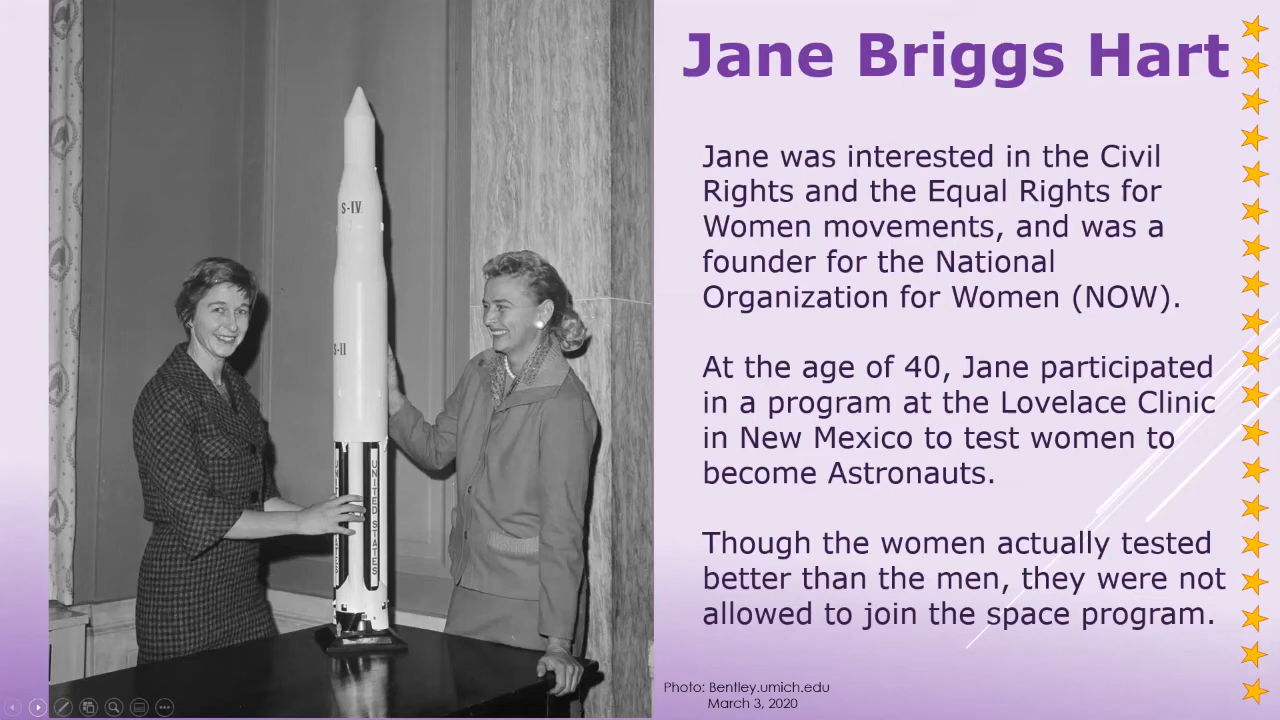 Jane Briggs Hart
Jane was interested in the Civil
Rights and the Equal Rights for
Women movements, and was a
founder for the National
Organization for Women (NOW).
At the age of 40, Jane participated
in a program at the Lovelace Clinic
in New Mexico to test women to
become Astronauts.
Though the women actually tested
better than the men, they were not
allowed to join the space program.
Photo: Bentley.umich.edu
March 3, 2020
S-IV
S-II
UNITED STATES